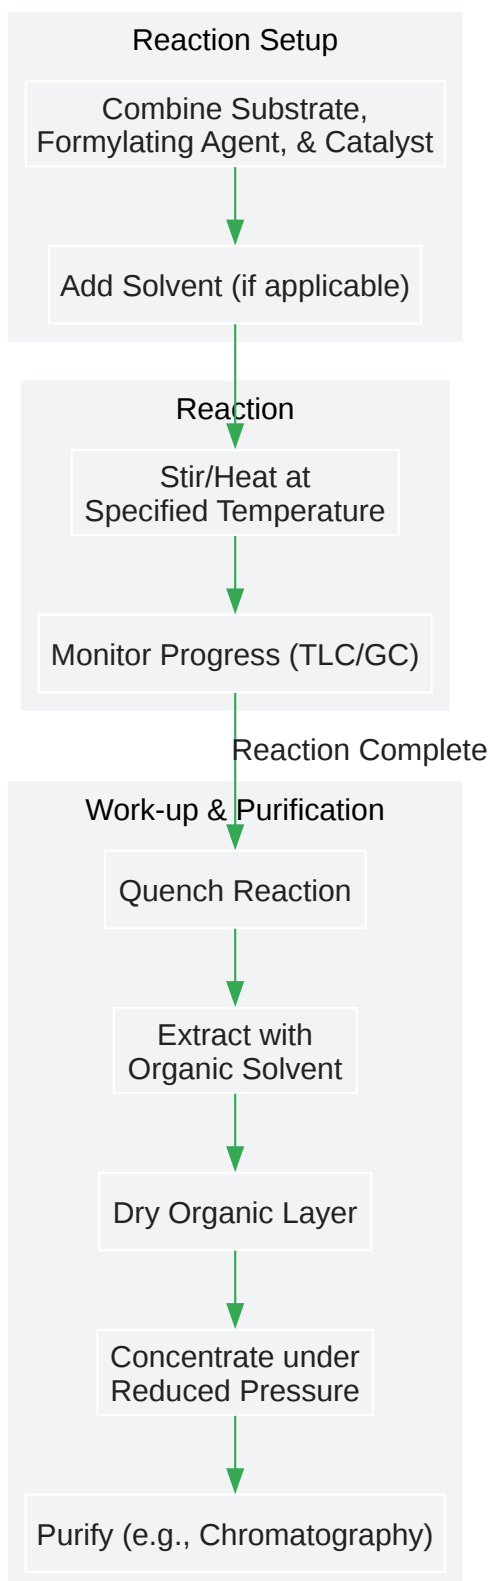 Reaction Setup
Combine Substrate,
Formylating Agent, & Catalyst
Add Solvent (if applicable)
Reaction
Stir/Heat at
Specified Temperature
Monitor Progress (TLC/GC)
Reaction Complete
Work-up & Purification
Quench Reaction
Extract with
Organic Solvent
Dry Organic Layer
Concentrate under
Reduced Pressure
Purify (e.g., Chromatography)